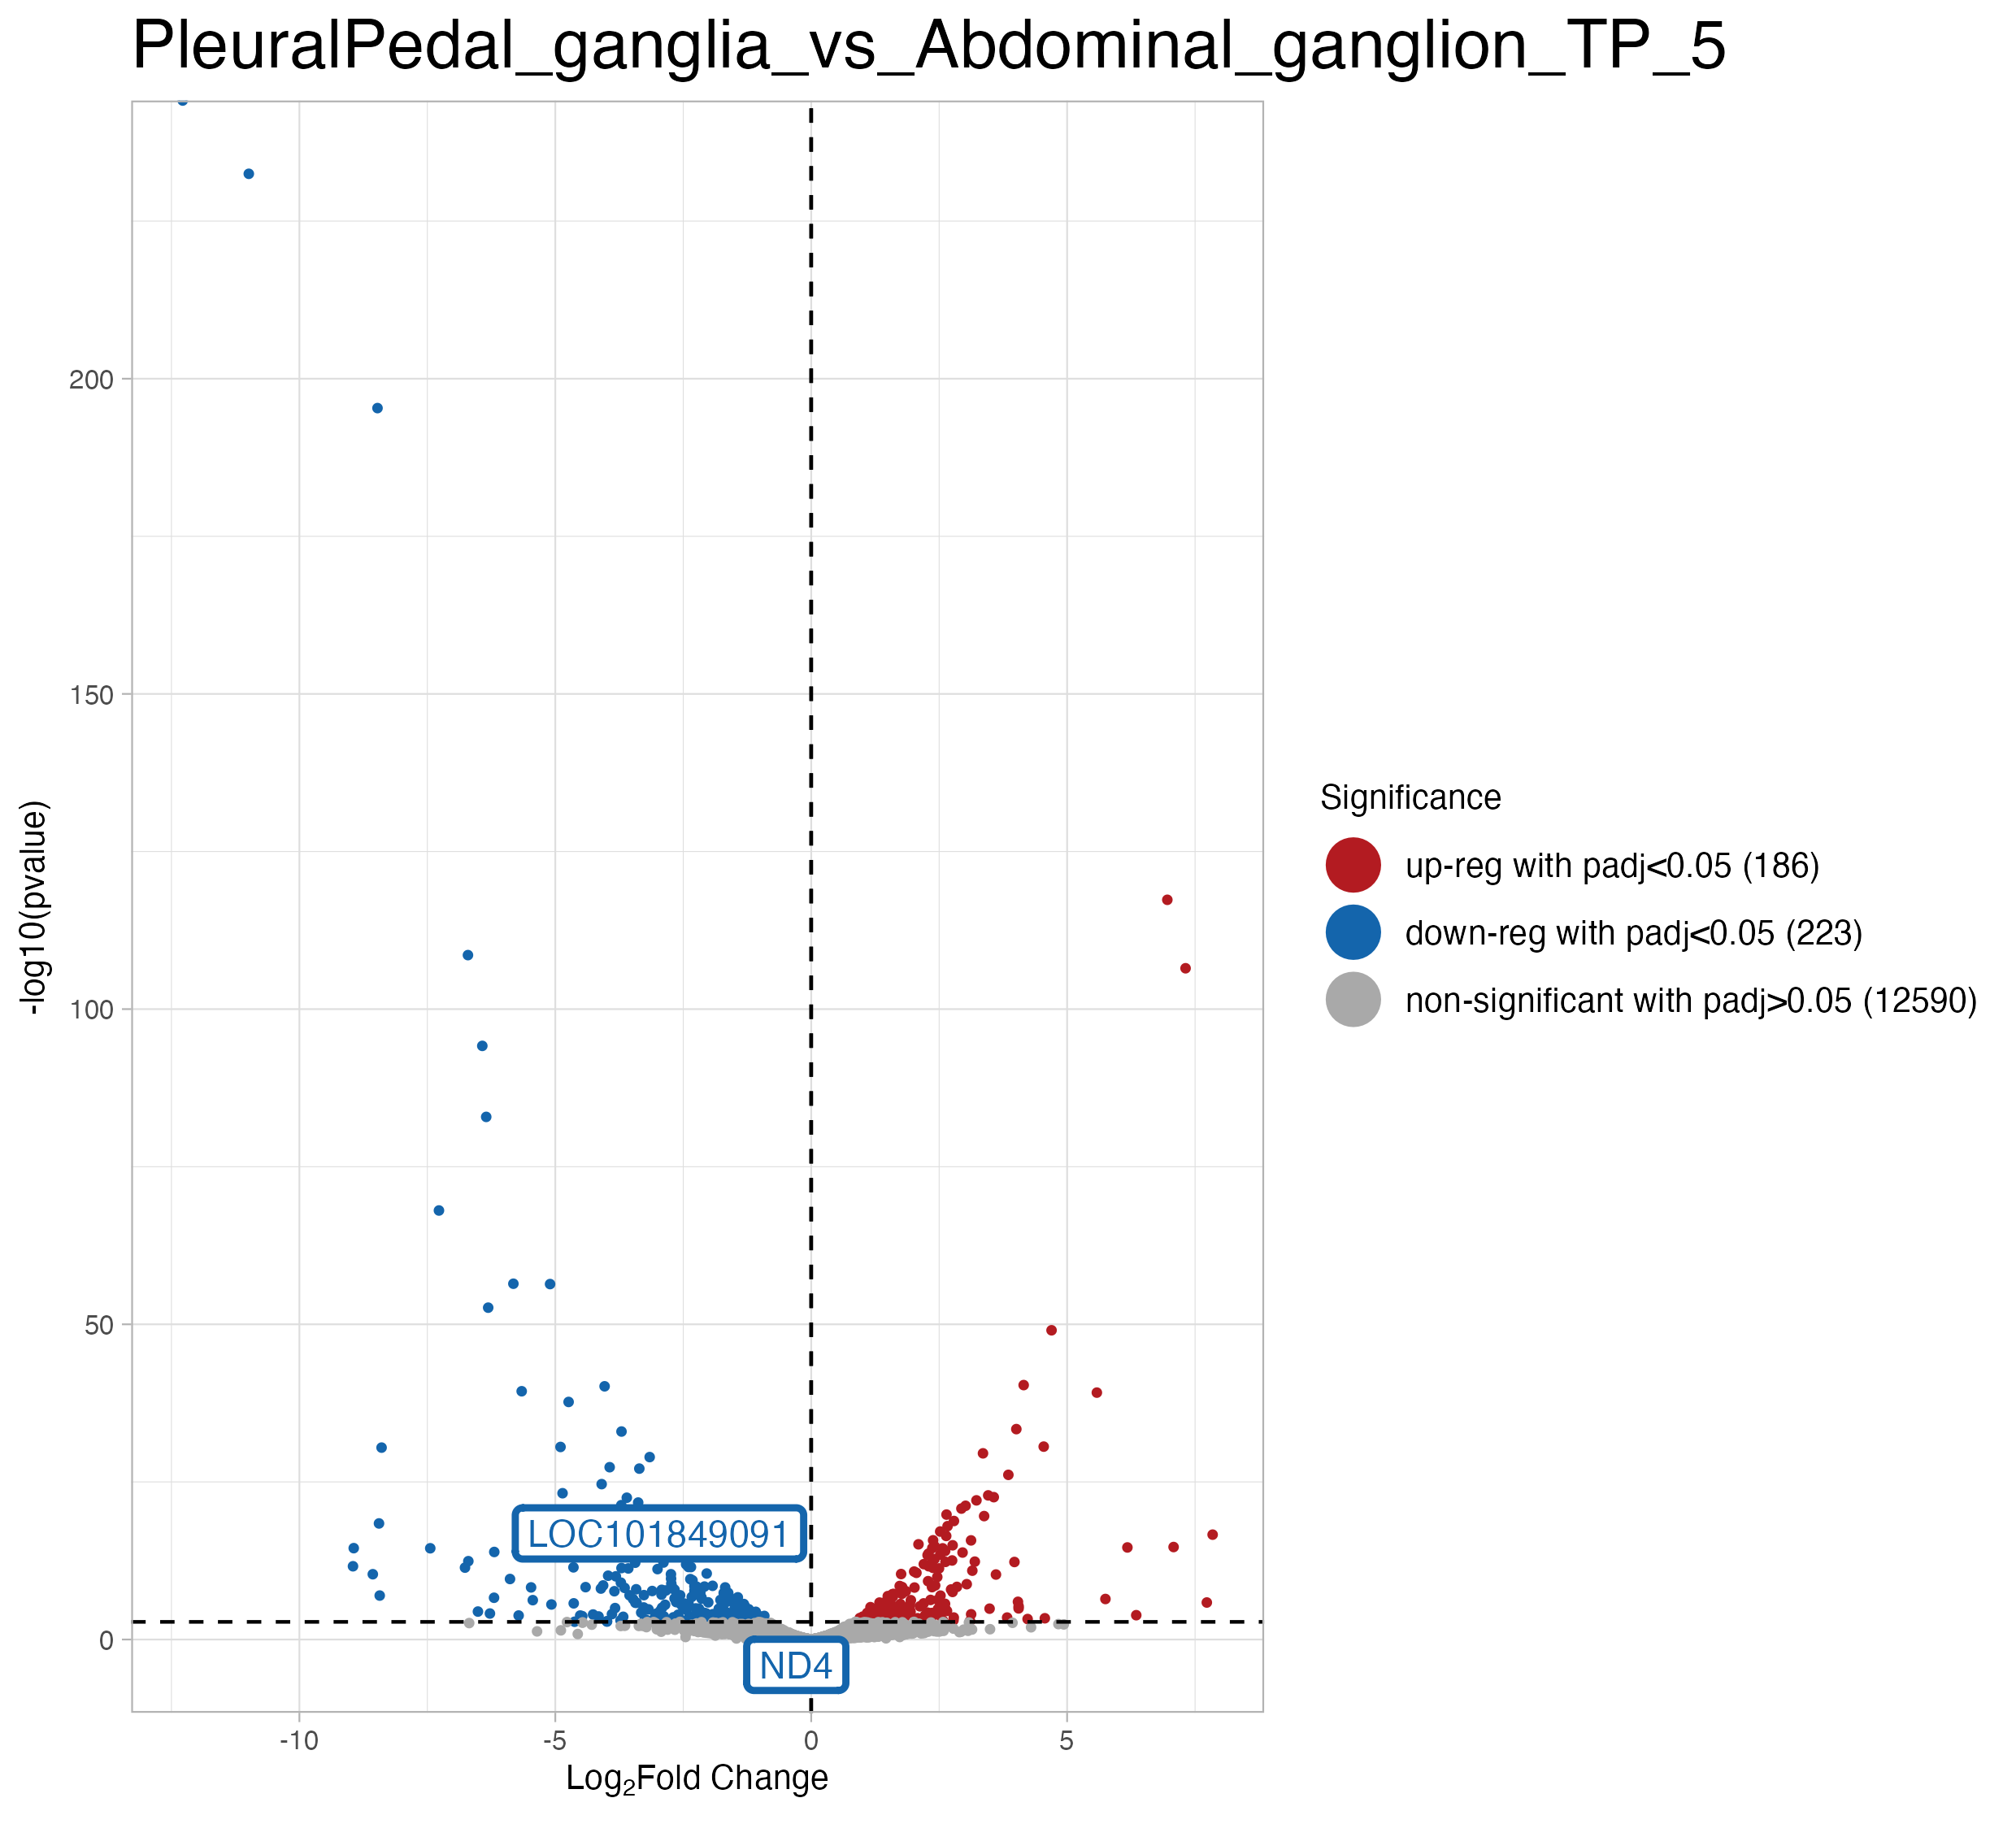 PleuralPedal_ganglia_vs_Abdominal_ganglion_TP_5
200
150
100
50
0
-log10(pvalue)
LOC101849091
ND4
-10
-5
0
5
Log₂Fold Change
Significance
up-reg with padj<0.05 (186)
down-reg with padj<0.05 (223)
non-significant with padj>0.05 (12590)